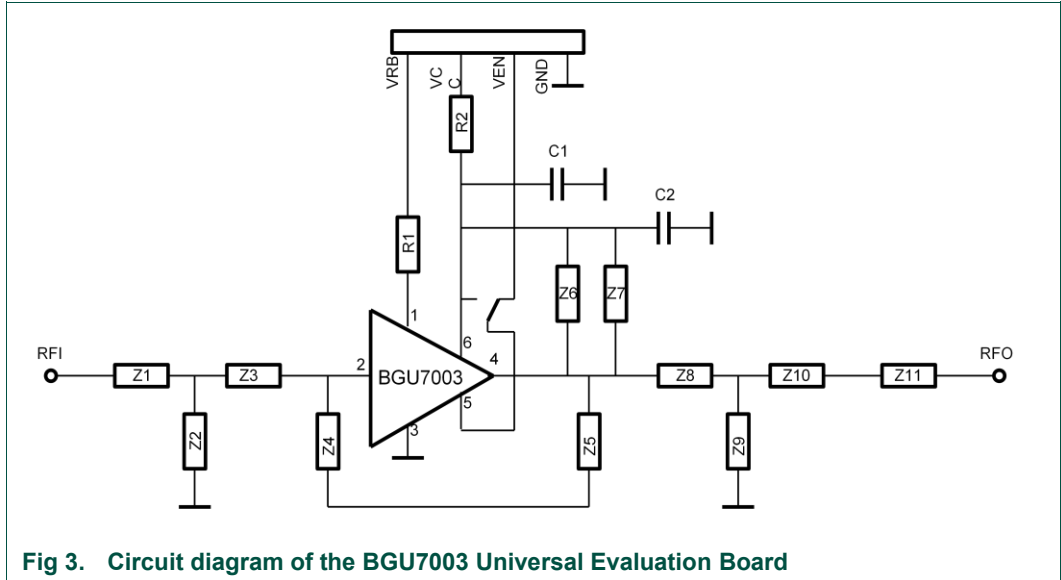 VRB
VC
C
VEN
GND
R2
C1
C2
R1
Z6
Z7
1
6
RFI
Z1
Z3
2
BGU7003
4
Z8
Z10
Z11
RFO
5
3
Z2
Z4
Z5
Z9
Fig 3. Circuit diagram of the BGU7003 Universal Evaluation Board